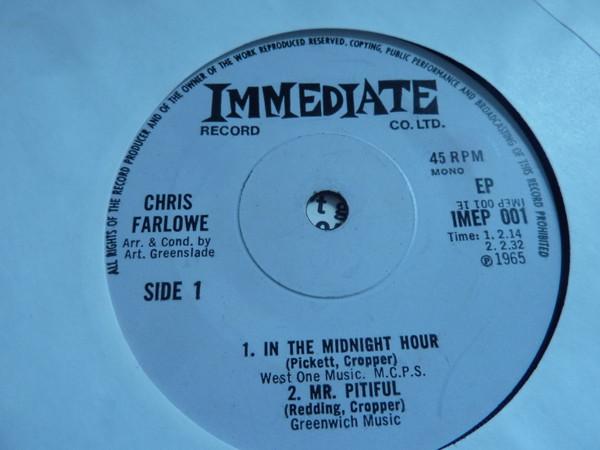 ALL RIGHTS OF THE RECORD PRODUCER AND OF THE OWNER OF THE WORK REPRODUCED RESERVED. COPYING, PUBLIC PERFORMANCE AND BROADCASTING OF THIS RECORD PROHIBITED
IMMEDIATE
RECORD CO. LTD.
45 RPM
MONO
EP
IMEP 001 IE
IMEP 001
Time: 1. 2.14
2. 2.32
℗ 1965
CHRIS
FARLOWE
Arr. & Cond. by
Art. Greenslade
SIDE 1
1. IN THE MIDNIGHT HOUR
(Pickett, Cropper)
West One Music. M.C.P.S.
2. MR. PITIFUL
(Redding, Cropper)
Greenwich Music